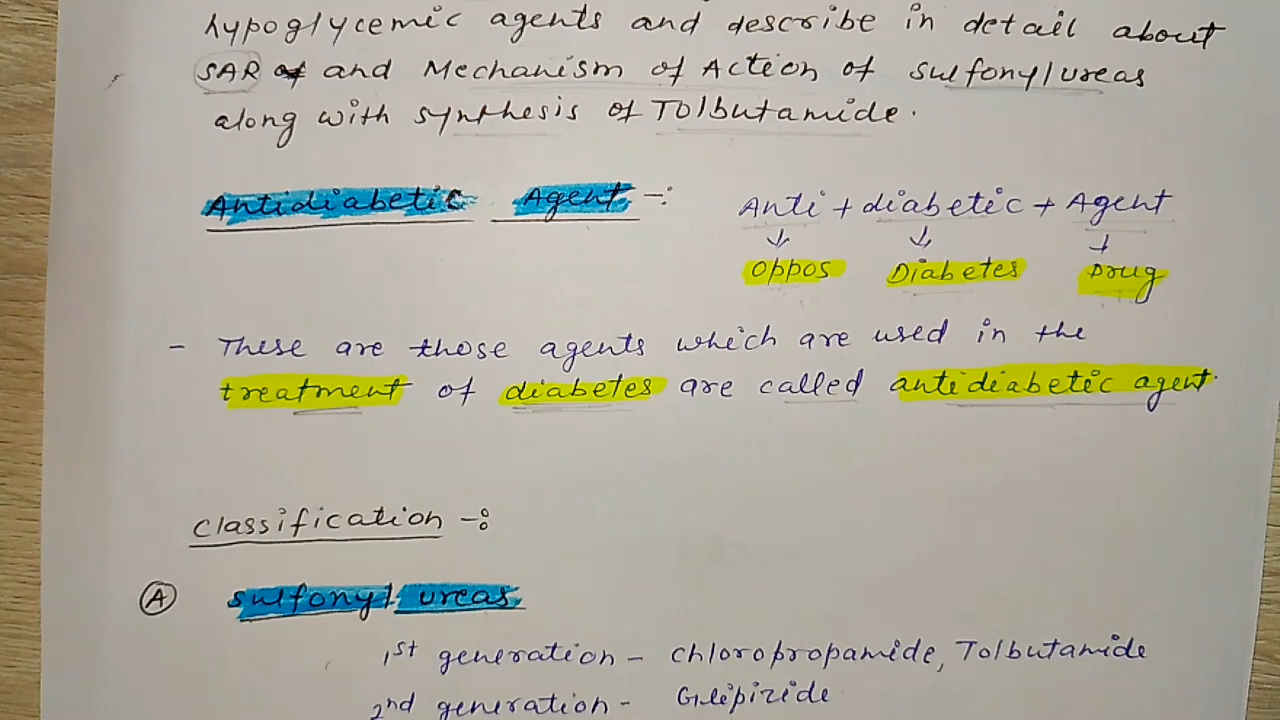 hypoglycemic agents and describe in detail about
SAR and Mechanism of Action of sulfonylureas
along with synthesis of Tolbutamide.
Antidiabetic Agent -: Anti + diabetic + Agent
Oppos Diabetes Drug
- These are those agents which are used in the
treatment of diabetes are called antidiabetic agent.
Classification -:
A sulfonyl ureas
1st generation - chloropropamide, Tolbutamide
2nd generation - Glipizide